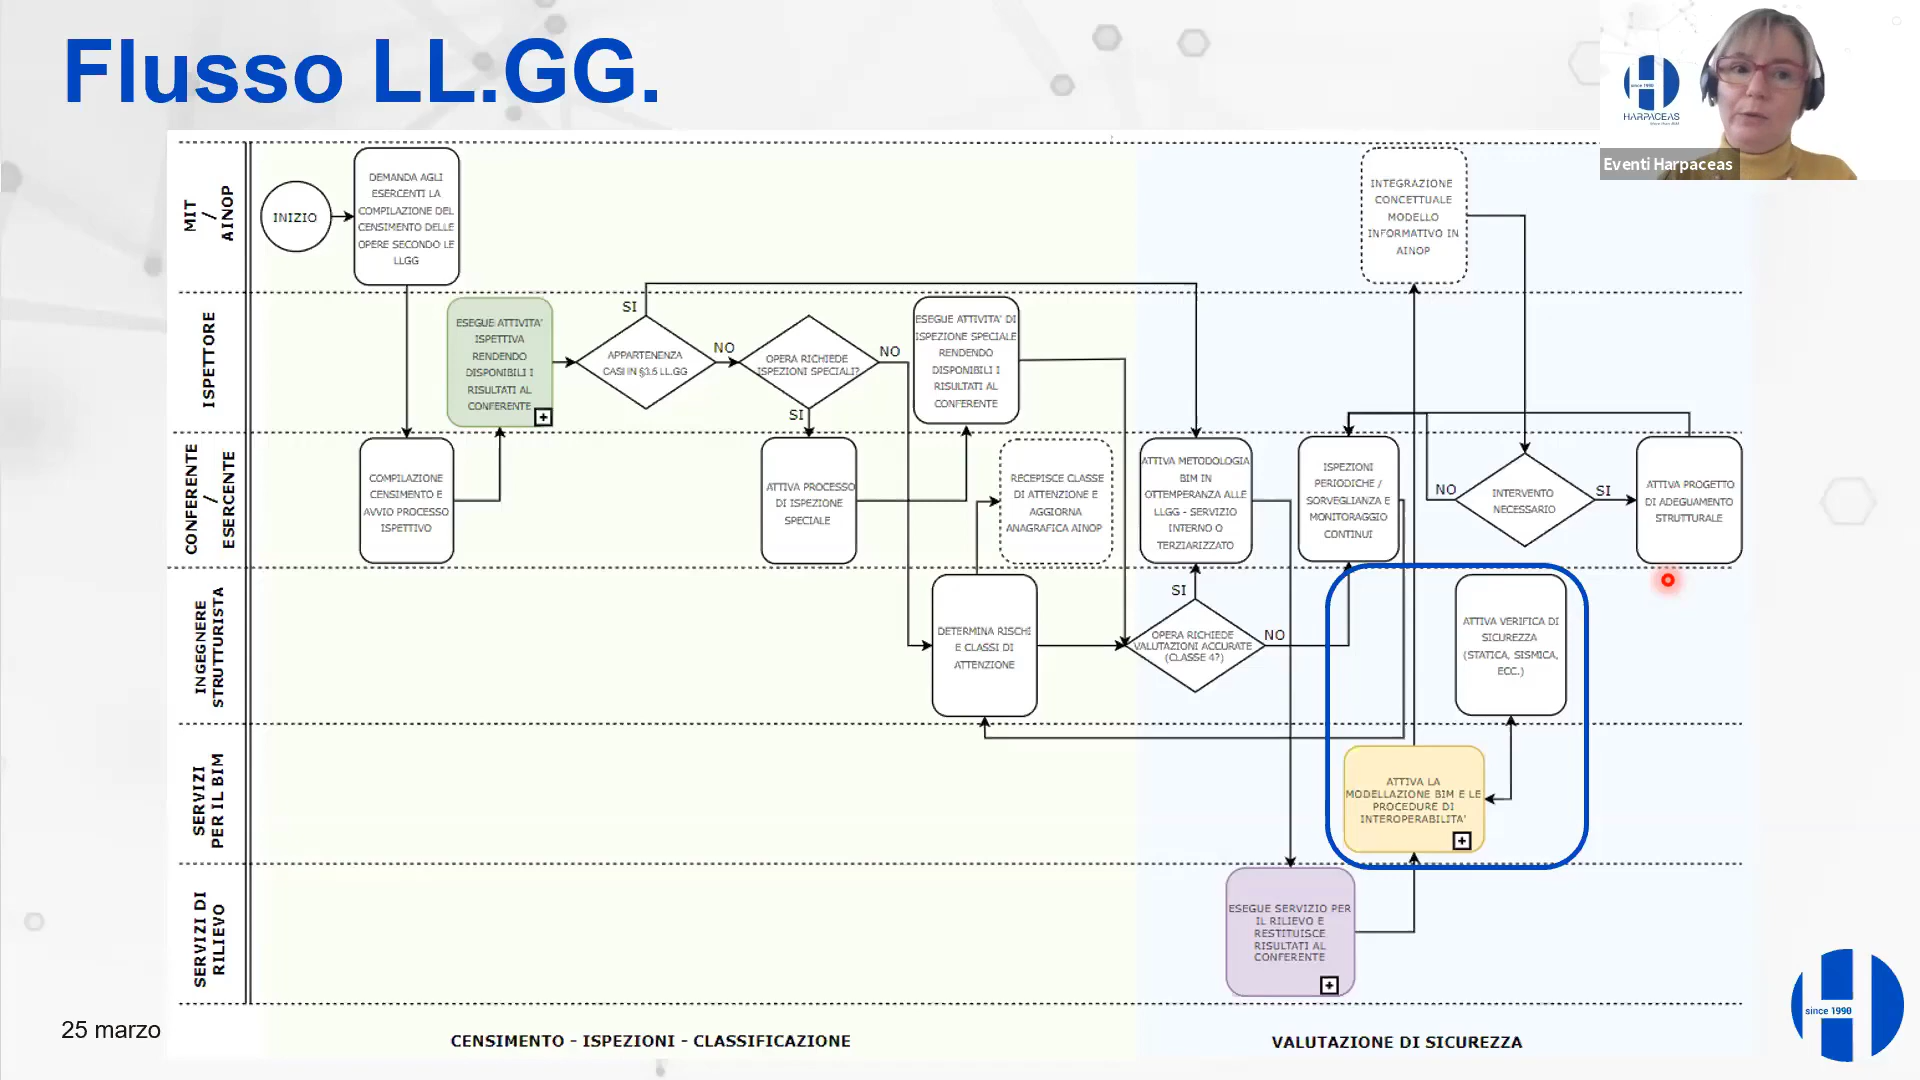 Flusso LL.GG.
since 1990
HARPACEAS
Eventi Harpaceas
MIT
/
AINOP
INIZIO
DEMANDA AGLI
ESERCENTI LA
COMPILAZIONE DEL
CENSIMENTO DELLE
OPERE SECONDO LE
LLGG
INTEGRAZIONE
CONCETTUALE
MODELLO
INFORMATIVO IN
AINOP
ISPETTORE
ESEGUE ATTIVITA'
ISPETTIVA
RENDENDO
DISPONIBILI I
RISULTATI AL
CONFERENTE
SI
APPARTENENZA
CASI IN §1.6 LL.GG
NO
OPERA RICHIEDE
ISPEZIONI SPECIALI?
NO
SI
ESEGUE ATTIVITA' DI
ISPEZIONE SPECIALE
RENDENDO
DISPONIBILI I
RISULTATI AL
CONFERENTE
CONFERENTE
/
ESERCENTE
COMPILAZIONE
CENSIMENTO E
AVVIO PROCESSO
ISPETTIVO
ATTIVA PROCESSO
DI ISPEZIONE
SPECIALE
RECEPISCE CLASSE
DI ATTENZIONE E
AGGIORNA
ANAGRAFICA AINOP
ATTIVA METODOLOGIA
BIM IN
OTTEMPERANZA ALLE
LLGG - SERVIZIO
INTERNO O
TERZIARIZZATO
ISPEZIONI
PERIODICHE /
SORVEGLIANZA E
MONITORAGGIO
CONTINUI
NO
INTERVENTO
NECESSARIO
SI
ATTIVA PROGETTO
DI ADEGUAMENTO
STRUTTURALE
INGEGNERE
STRUTTURISTA
DETERMINA RISCHI
E CLASSI DI
ATTENZIONE
SI
OPERA RICHIEDE
VALUTAZIONI ACCURATE
(CLASSE 4?)
NO
ATTIVA VERIFICA DI
SICUREZZA
(STATICA, SISMICA,
ECC.)
SERVIZI
PER IL BIM
ATTIVA LA
MODELLAZIONE BIM E LE
PROCEDURE DI
INTEROPERABILITA'
SERVIZI DI
RILIEVO
ESEGUE SERVIZIO PER
IL RILIEVO E
RESTITUISCE
RISULTATI AL
CONFERENTE
25 marzo
CENSIMENTO - ISPEZIONI - CLASSIFICAZIONE
VALUTAZIONE DI SICUREZZA
since 1990